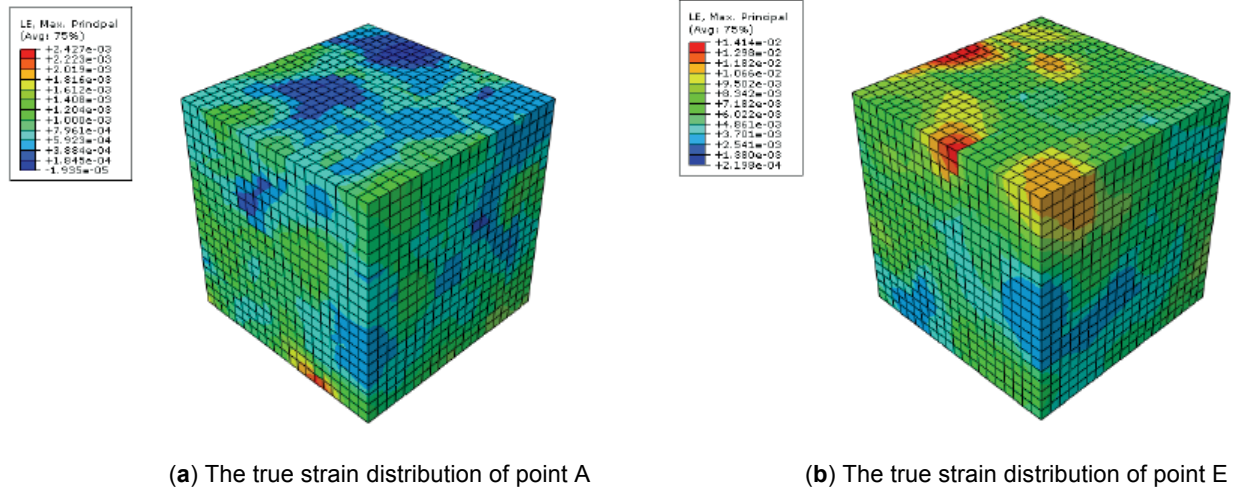 LE, Max. Principal
(Avg: 75%)
+2.427e-03
+2.223e-03
+2.019e-03
+1.816e-03
+1.612e-03
+1.408e-03
+1.204e-03
+1.000e-03
+7.961e-04
+5.923e-04
+3.884e-04
+1.845e-04
-1.935e-05
LE, Max. Principal
(Avg: 75%)
+1.414e-02
+1.298e-02
+1.182e-02
+1.066e-02
+9.502e-03
+8.342e-03
+7.182e-03
+6.022e-03
+4.861e-03
+3.701e-03
+2.541e-03
+1.380e-03
+2.198e-04
(a) The true strain distribution of point A
(b) The true strain distribution of point E